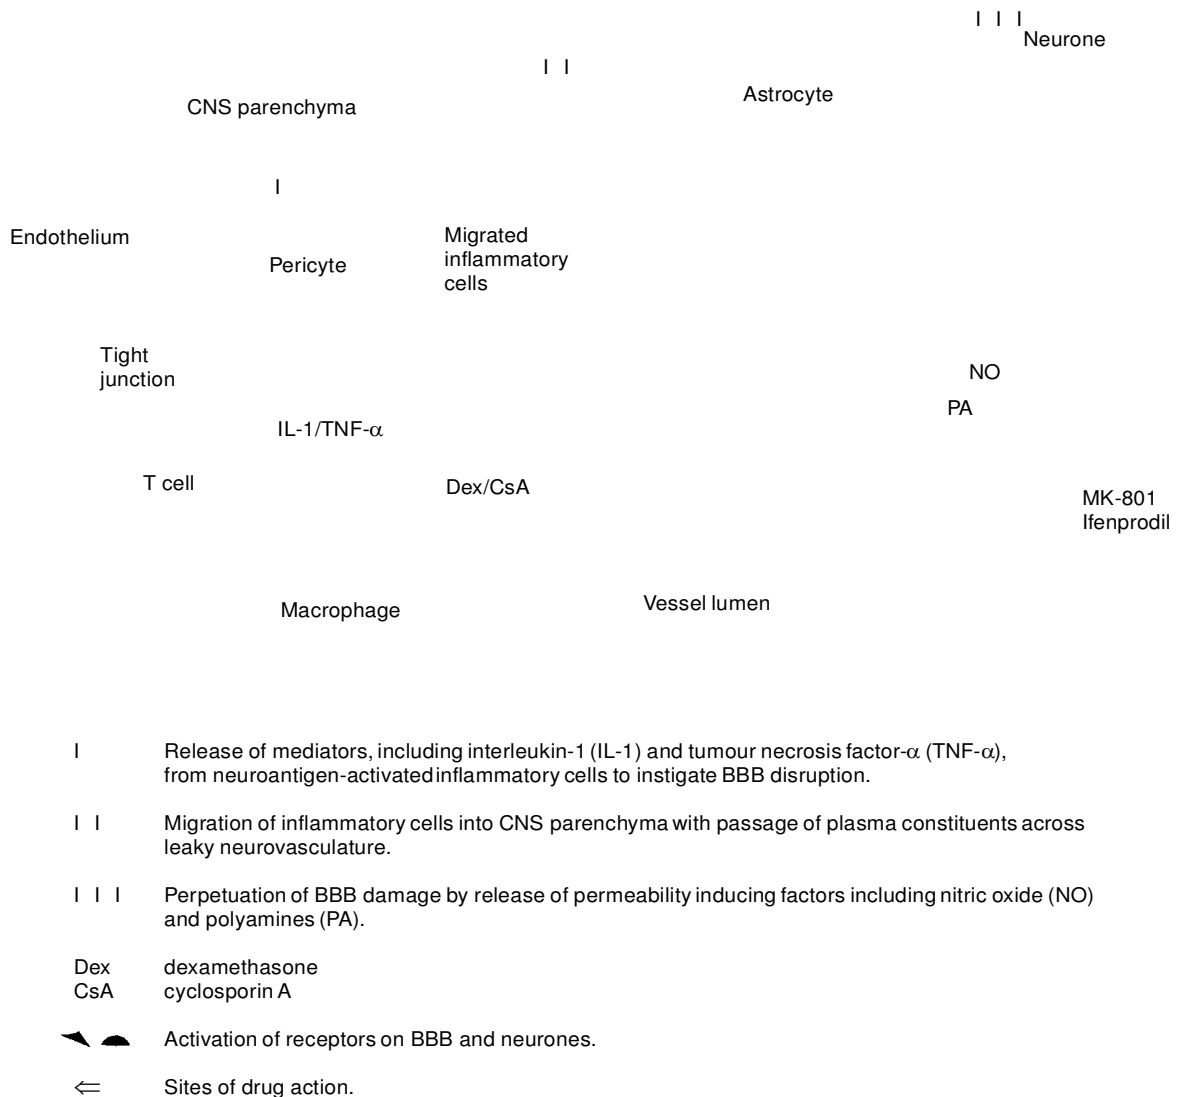 I I I
Neurone
I I
Astrocyte
CNS parenchyma
I
Endothelium
Pericyte
Migrated
inflammatory
cells
Tight
junction
NO
PA
IL-1/TNF-α
T cell
Dex/CsA
MK-801
Ifenprodil
Macrophage
Vessel lumen
I Release of mediators, including interleukin-1 (IL-1) and tumour necrosis factor-α (TNF-α),
from neuroantigen-activated inflammatory cells to instigate BBB disruption.
I I Migration of inflammatory cells into CNS parenchyma with passage of plasma constituents across
leaky neurovasculature.
I I I Perpetuation of BBB damage by release of permeability inducing factors including nitric oxide (NO)
and polyamines (PA).
Dex dexamethasone
CsA cyclosporin A
Activation of receptors on BBB and neurones.
⇐ Sites of drug action.